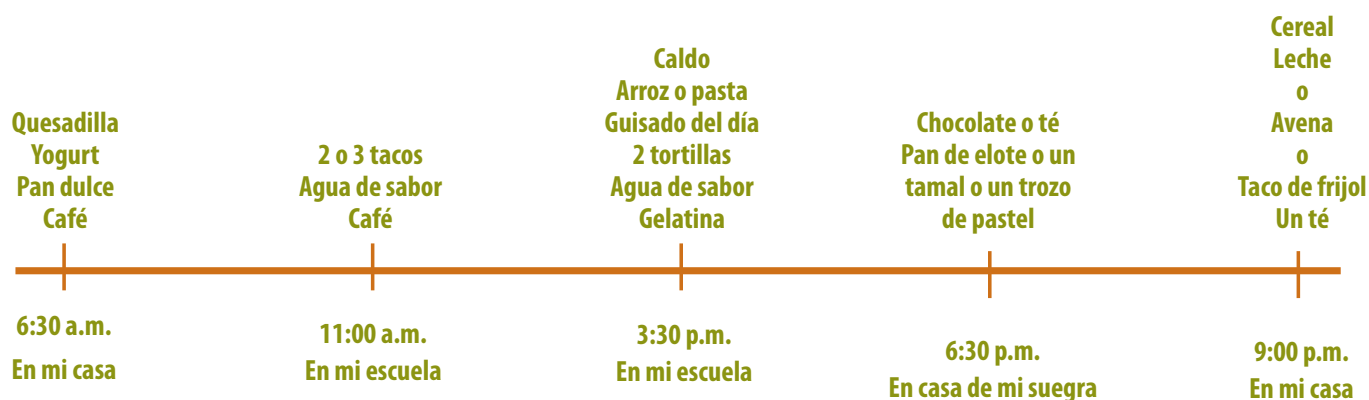 Quesadilla
Yogurt
Pan dulce
Café
6:30 a.m.
En mi casa
2 o 3 tacos
Agua de sabor
Café
11:00 a.m.
En mi escuela
Caldo
Arroz o pasta
Guisado del día
2 tortillas
Agua de sabor
Gelatina
3:30 p.m.
En mi escuela
Chocolate o té
Pan de elote o un
tamal o un trozo
de pastel
6:30 p.m.
En casa de mi suegra
Cereal
Leche
o
Avena
o
Taco de frijol
Un té
9:00 p.m.
En mi casa